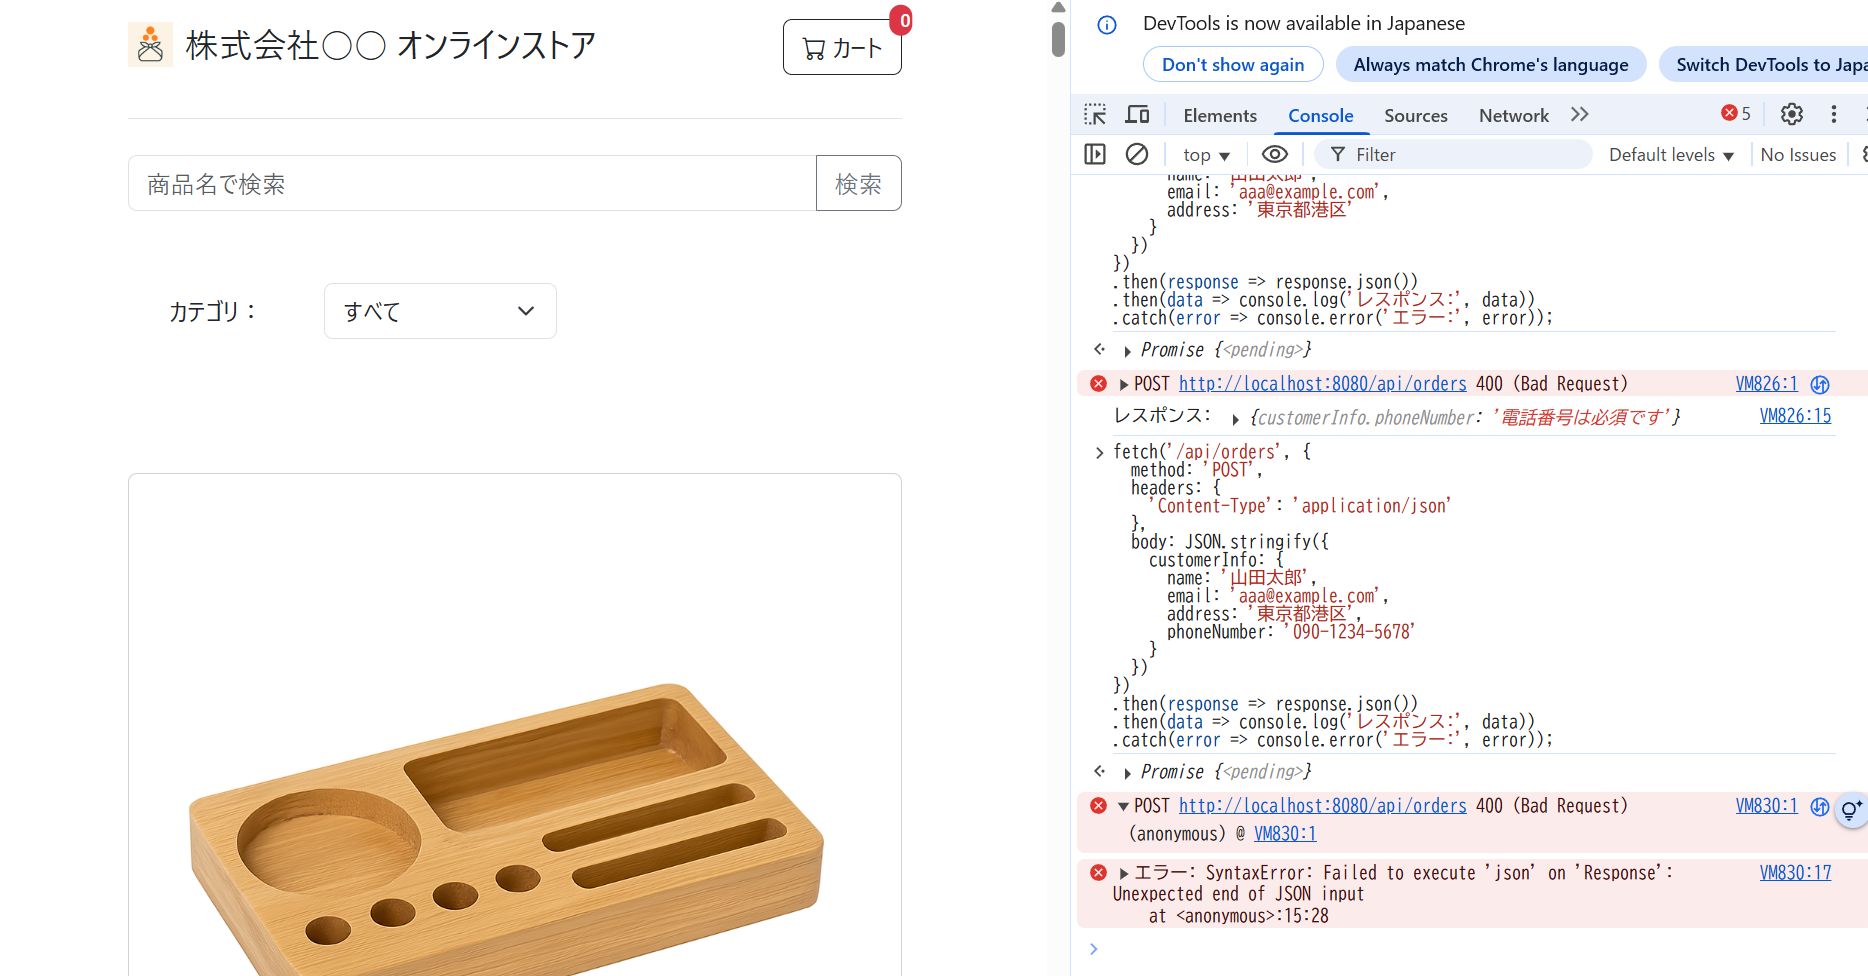 株式会社〇〇 オンラインストア
カート
0
商品名で検索
検索
カテゴリ：
すべて
DevTools is now available in Japanese
Don't show again
Always match Chrome's language
Switch DevTools to Japa
Elements
Console
Sources
Network
5
top
Filter
Default levels
No Issues
name: '山田太郎',
email: 'aaa@example.com',
address: '東京都港区'
}
})
})
.then(response => response.json())
.then(data => console.log('レスポンス:', data))
.catch(error => console.error('エラー:', error));
Promise {<pending>}
POST http://localhost:8080/api/orders 400 (Bad Request)
VM826:1
レスポンス: {customerInfo.phoneNumber: '電話番号は必須です'}
VM826:15
fetch('/api/orders', {
method: 'POST',
headers: {
'Content-Type': 'application/json'
},
body: JSON.stringify({
customerInfo: {
name: '山田太郎',
email: 'aaa@example.com',
address: '東京都港区',
phoneNumber: '090-1234-5678'
}
})
})
.then(response => response.json())
.then(data => console.log('レスポンス:', data))
.catch(error => console.error('エラー:', error));
Promise {<pending>}
POST http://localhost:8080/api/orders 400 (Bad Request)
VM830:1
(anonymous) @ VM830:1
エラー: SyntaxError: Failed to execute 'json' on 'Response':
VM830:17
Unexpected end of JSON input
at <anonymous>:15:28